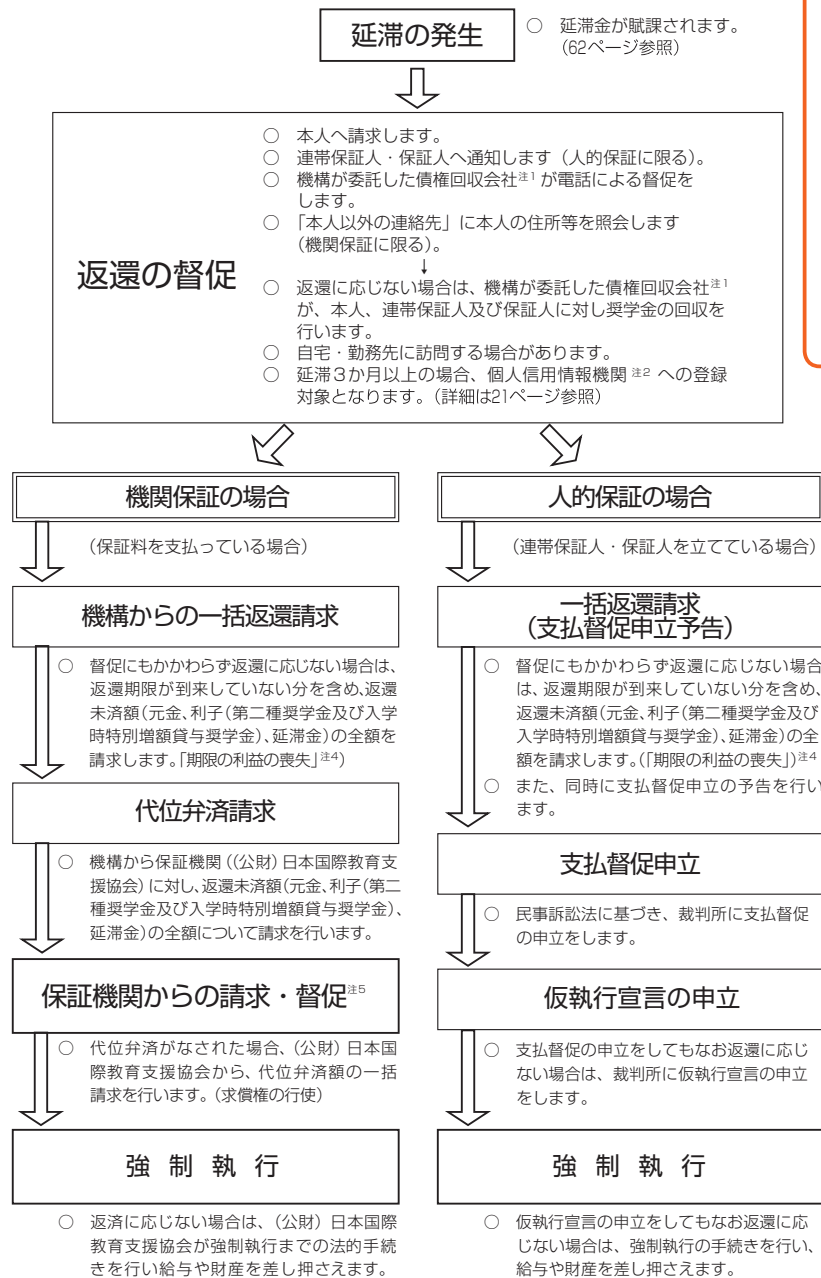 延滞の発生
○ 延滞金が賦課されます。
(62ページ参照)
返還の督促
○ 本人へ請求します。
○ 連帯保証人・保証人へ通知します（人的保証に限る）。
○ 機構が委託した債権回収会社注1 が電話による督促を
します。
○ 「本人以外の連絡先」に本人の住所等を照会します
(機関保証に限る)。
↓
○ 返還に応じない場合は、機構が委託した債権回収会社注1
が、本人、連帯保証人及び保証人に対し奨学金の回収を
行います。
○ 自宅・勤務先に訪問する場合があります。
○ 延滞３か月以上の場合、個人信用情報機関 注2 への登録
対象となります。（詳細は21ページ参照）
機関保証の場合
（保証料を支払っている場合）
機構からの一括返還請求
○ 督促にもかかわらず返還に応じない場合は、
返還期限が到来していない分を含め、返還
未済額（元金、利子（第二種奨学金及び入学
時特別増額貸与奨学金）、延滞金）の全額を
請求します。「期限の利益の喪失」注4）
代位弁済請求
○ 機構から保証機関（（公財）日本国際教育支
援協会）に対し、返還未済額（元金、利子（第二
種奨学金及び入学時特別増額貸与奨学金）、
延滞金）の全額について請求を行います。
保証機関からの請求・督促注5
○ 代位弁済がなされた場合、（公財）日本国
際教育支援協会から、代位弁済額の一括
請求を行います。（求償権の行使）
強 制 執 行
○ 返済に応じない場合は、（公財）日本国際
教育支援協会が強制執行までの法的手続
きを行い給与や財産を差し押さえます。
人的保証の場合
（連帯保証人・保証人を立てている場合）
一括返還請求
（支払督促申立予告）
○ 督促にもかかわらず返還に応じない場合
は、返還期限が到来していない分を含め、
返還未済額（元金、利子（第二種奨学金及び
入学時特別増額貸与奨学金）、延滞金）の全
額を請求します。（「期限の利益の喪失」）注4
○ また、同時に支払督促申立の予告を行い
ます。
支払督促申立
○ 民事訴訟法に基づき、裁判所に支払督促
の申立をします。
仮執行宣言の申立
○ 支払督促の申立をしてもなお返還に応じ
ない場合は、裁判所に仮執行宣言の申立
をします。
強 制 執 行
○ 仮執行宣言の申立をしてもなお返還に応
じない場合は、強制執行の手続きを行い、
給与や財産を差し押さえます。